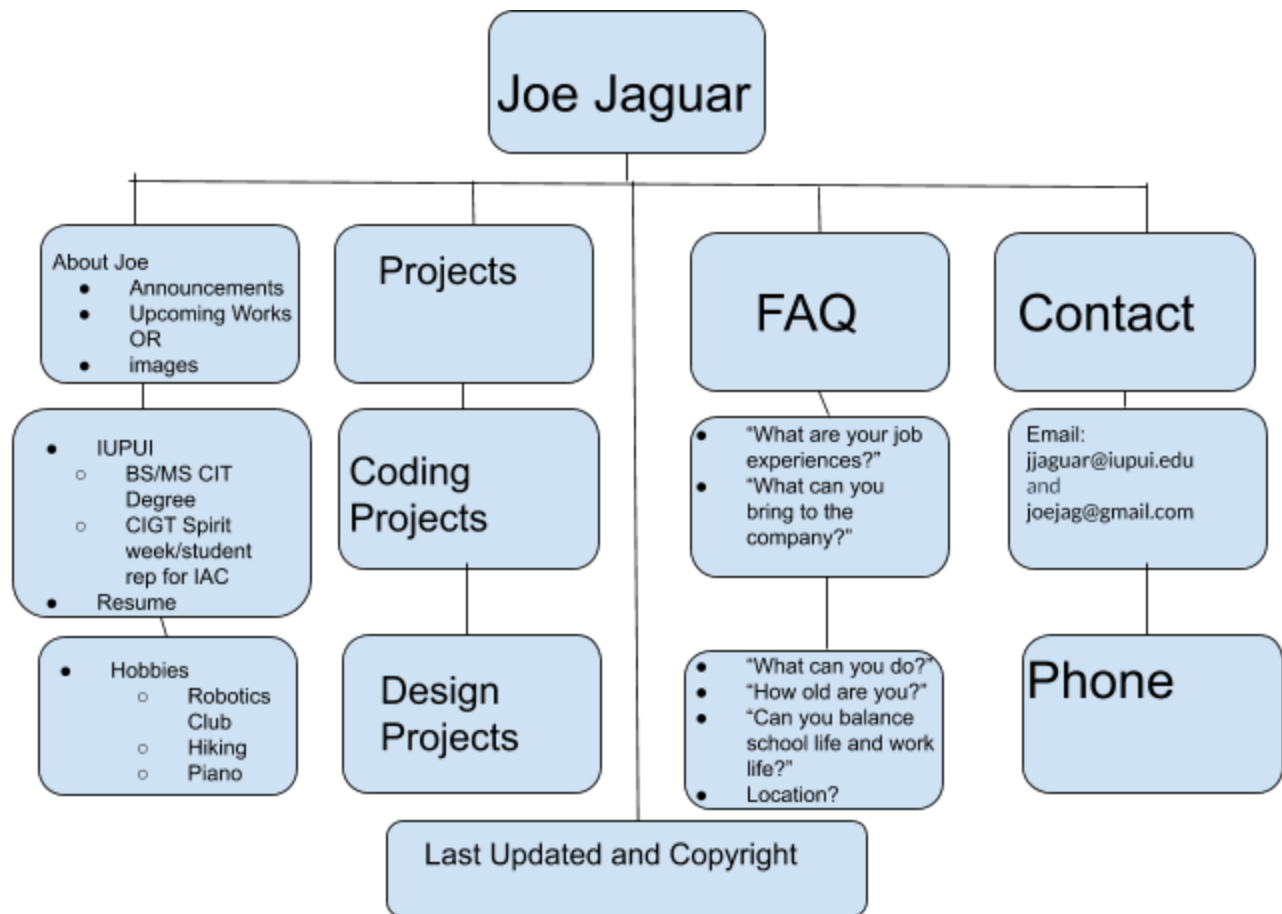 Joe Jaguar
About Joe
● Announcements
● Upcoming Works
OR
● images
● IUPUI
○ BS/MS CIT
Degree
○ CIGT Spirit
week/student
rep for IAC
● Resume
● Hobbies
○ Robotics
Club
○ Hiking
○ Piano
Projects
Coding
Projects
Design
Projects
FAQ
● “What are your job
experiences?”
● “What can you
bring to the
company?”
● “What can you do?”
● “How old are you?”
● “Can you balance
school life and work
life?”
● Location?
Contact
Email:
jjaguar@iupui.edu
and
joejag@gmail.com
Phone
Last Updated and Copyright